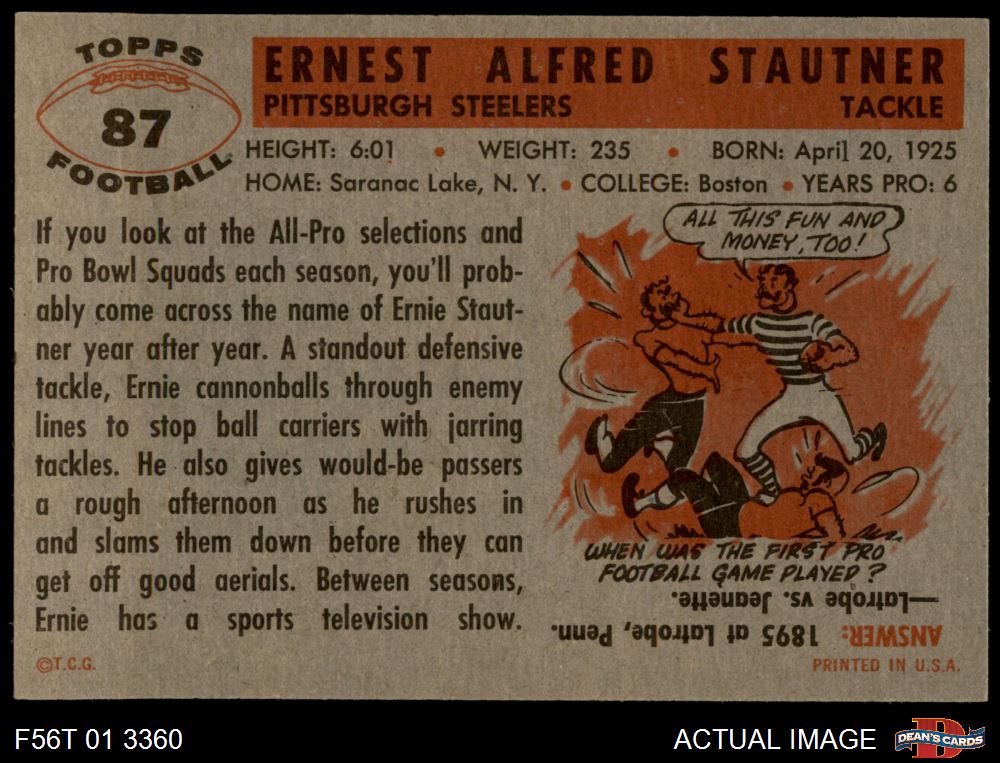 TOPPS
87
FOOTBALL
ERNEST ALFRED STAUTNER
PITTSBURGH STEELERS TACKLE
HEIGHT: 6:01 • WEIGHT: 235 • BORN: April 20, 1925
HOME: Saranac Lake, N. Y. • COLLEGE: Boston • YEARS PRO: 6
If you look at the All-Pro selections and
Pro Bowl Squads each season, you'll prob-
ably come across the name of Ernie Staut-
ner year after year. A standout defensive
tackle, Ernie cannonballs through enemy
lines to stop ball carriers with jarring
tackles. He also gives would-be passers
a rough afternoon as he rushes in
and slams them down before they can
get off good aerials. Between seasons,
Ernie has a sports television show.
ALL THIS FUN AND
MONEY, TOO!
WHEN WAS THE FIRST PRO
FOOTBALL GAME PLAYED?
ANSWER: 1895 at Latrobe, Penn.
—Latrobe vs. Jeanette.
©T.C.G.
PRINTED IN U.S.A.
F56T 01 3360
ACTUAL IMAGE
D
DEAN'S CARDS